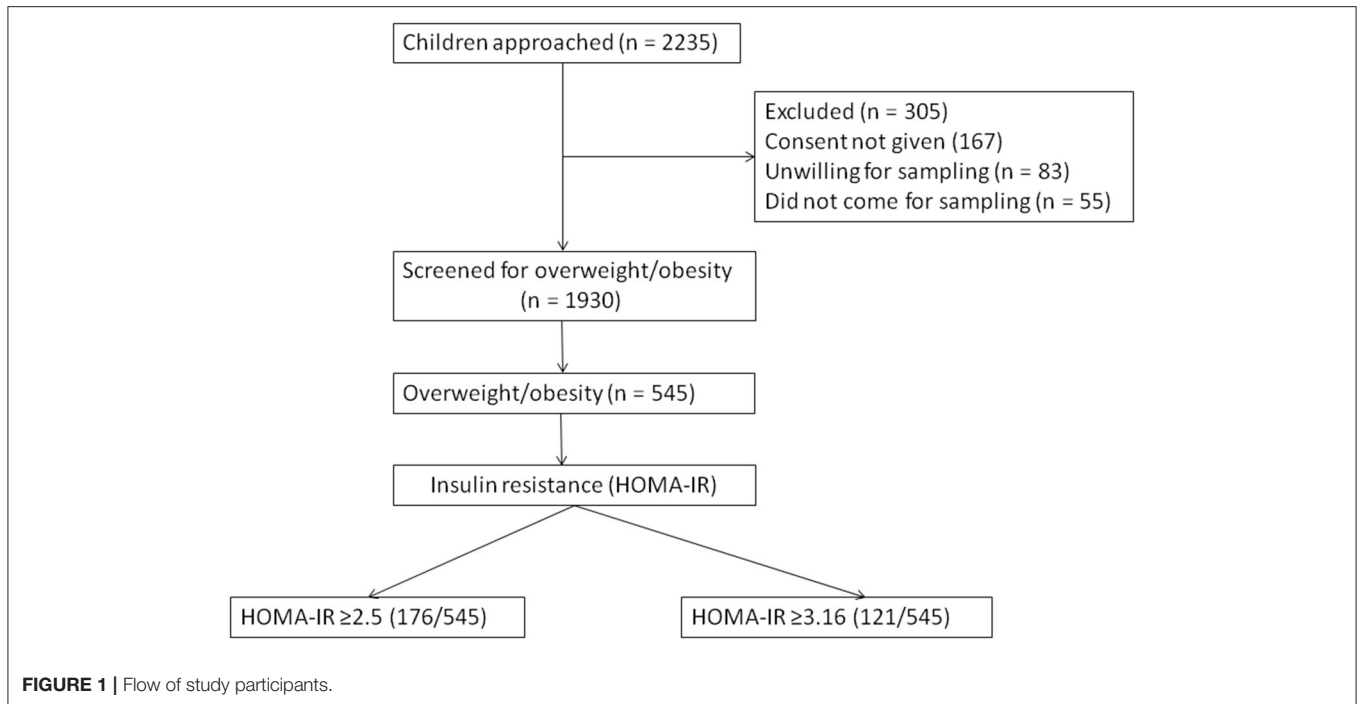 Children approached (n = 2235)
Excluded (n = 305)
Consent not given (167)
Unwilling for sampling (n = 83)
Did not come for sampling (n = 55)
Screened for overweight/obesity
(n = 1930)
Overweight/obesity (n = 545)
Insulin resistance (HOMA-IR)
HOMA-IR ≥2.5 (176/545)
HOMA-IR ≥3.16 (121/545)
FIGURE 1 | Flow of study participants.